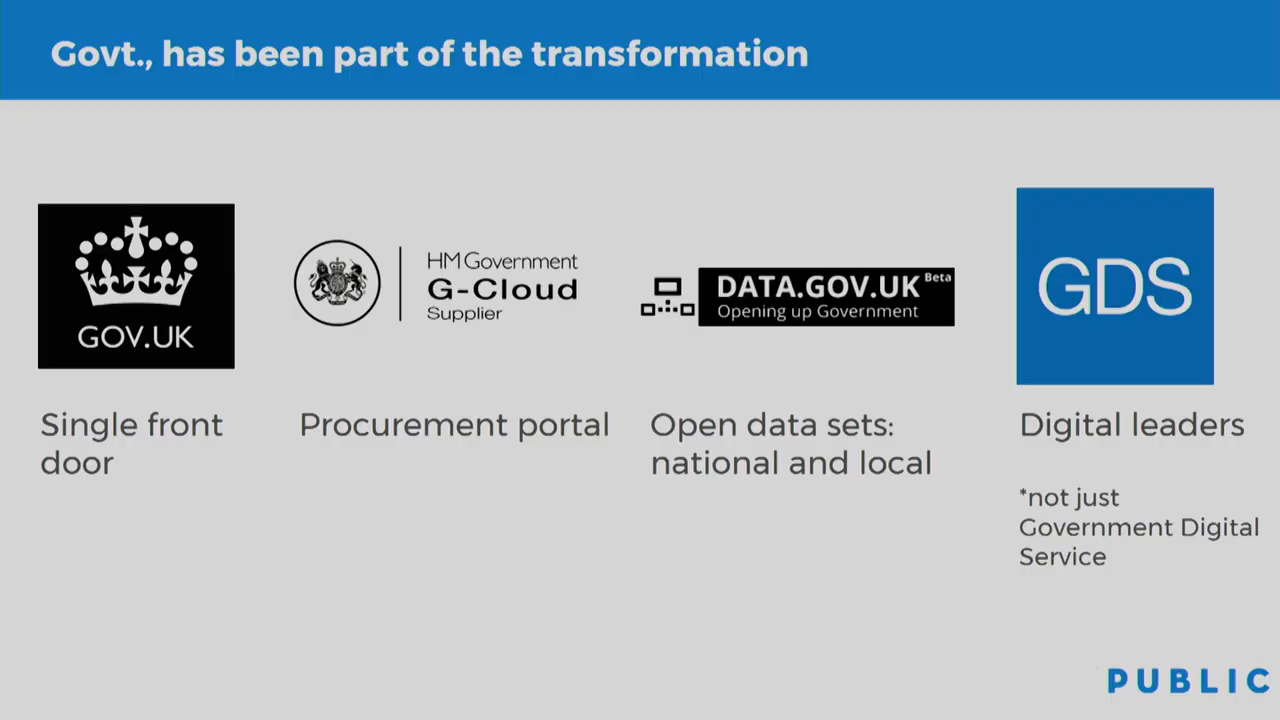 Govt., has been part of the transformation
GOV.UK
HM Government
G-Cloud
Supplier
DATA.GOV.UK Beta
Opening up Government
GDS
Single front
door
Procurement portal
Open data sets:
national and local
Digital leaders
*not just
Government Digital
Service
PUBLIC